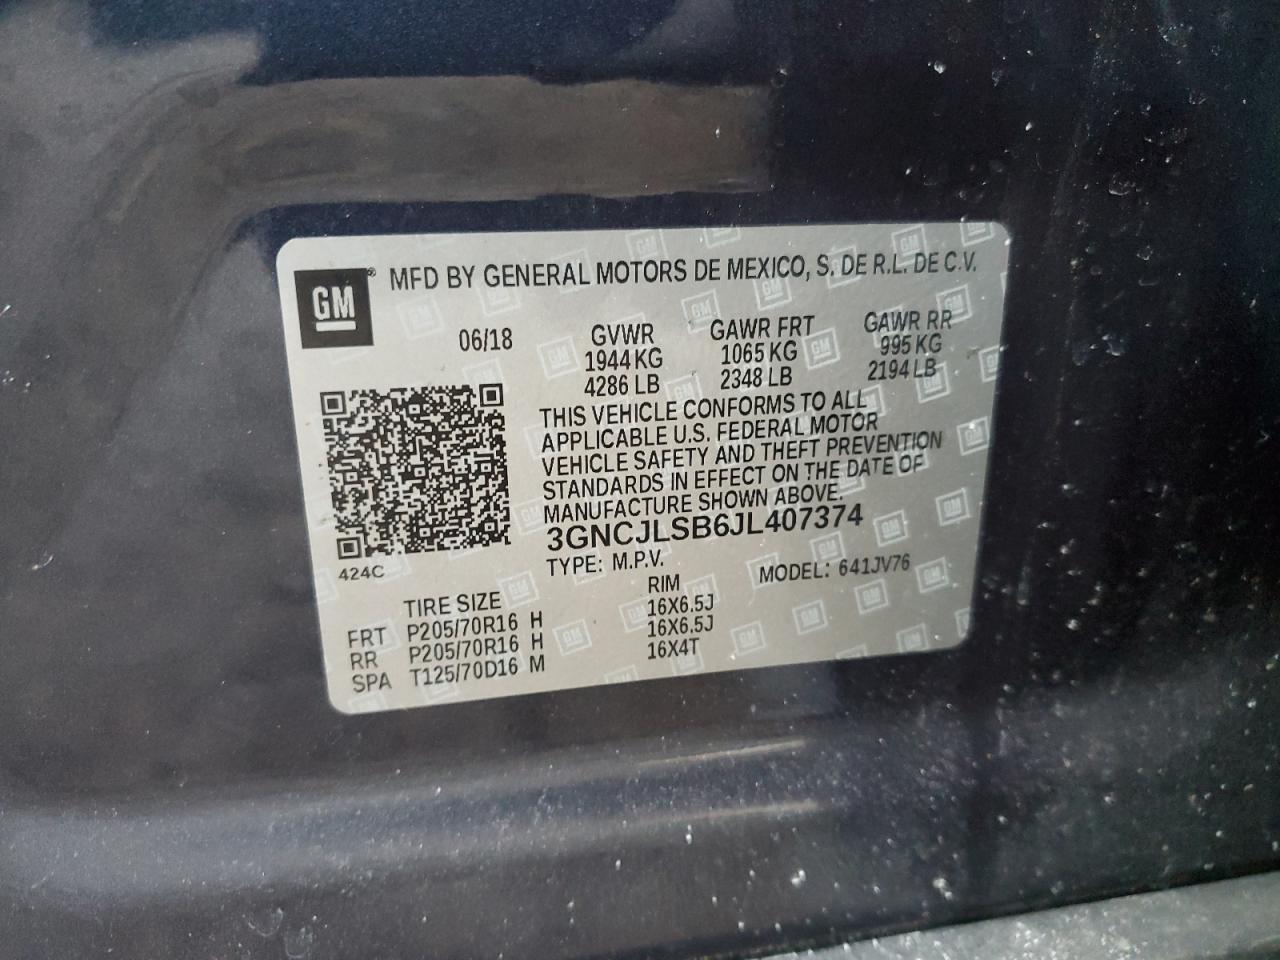 GM ® MFD BY GENERAL MOTORS DE MEXICO, S. DE R.L. DE C.V.
06/18
GVWR GAWR FRT GAWR RR
1944 KG 1065 KG 995 KG
4286 LB 2348 LB 2194 LB
THIS VEHICLE CONFORMS TO ALL
APPLICABLE U.S. FEDERAL MOTOR
VEHICLE SAFETY AND THEFT PREVENTION
STANDARDS IN EFFECT ON THE DATE OF
MANUFACTURE SHOWN ABOVE.
3GNCJLSB6JL407374
424C
TYPE: M.P.V. MODEL: 641JV76
TIRE SIZE RIM
FRT P205/70R16 H 16X6.5J
RR P205/70R16 H 16X6.5J
SPA T125/70D16 M 16X4T